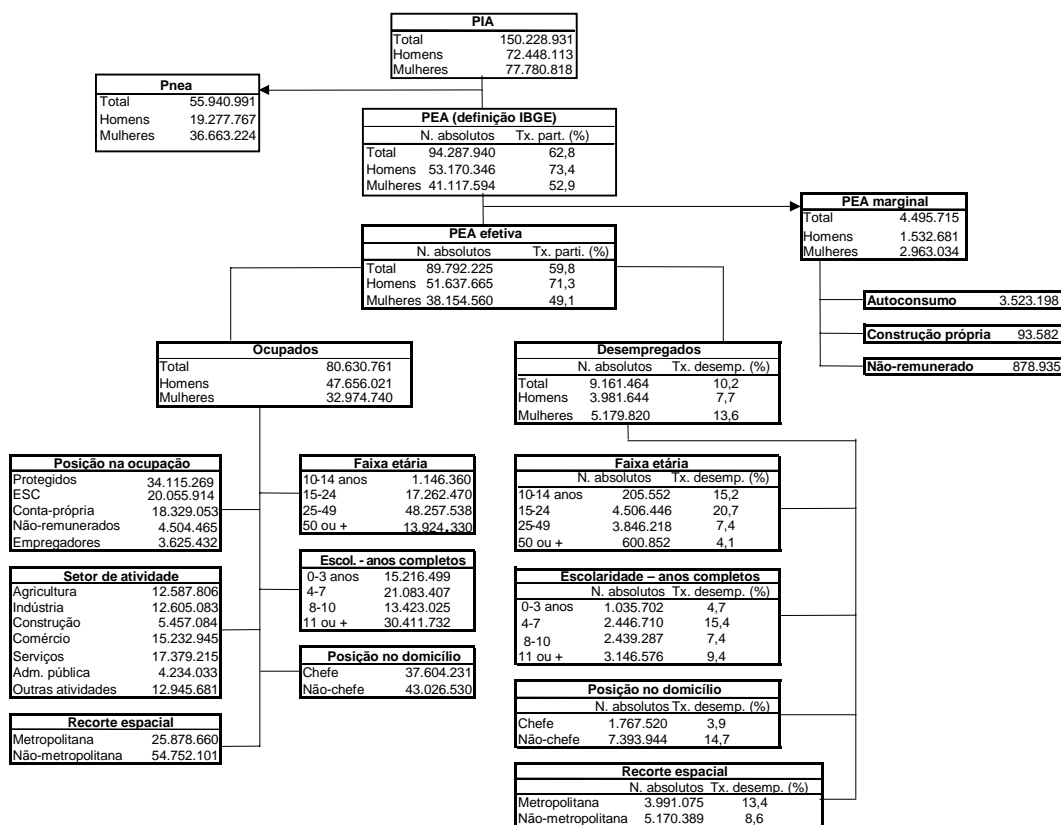 PIA
Total 150.228.931
Homens 72.448.113
Mulheres 77.780.818
Pnea
Total 55.940.991
Homens 19.277.767
Mulheres 36.663.224
PEA (definição IBGE)
N. absolutos Tx. part. (%)
Total 94.287.940 62,8
Homens 53.170.346 73,4
Mulheres 41.117.594 52,9
PEA marginal
Total 4.495.715
Homens 1.532.681
Mulheres 2.963.034
Autoconsumo 3.523.198
Construção própria 93.582
Não-remunerado 878.935
PEA efetiva
N. absolutos Tx. parti. (%)
Total 89.792.225 59,8
Homens 51.637.665 71,3
Mulheres 38.154.560 49,1
Ocupados
Total 80.630.761
Homens 47.656.021
Mulheres 32.974.740
Desempregados
N. absolutos Tx. desemp. (%)
Total 9.161.464 10,2
Homens 3.981.644 7,7
Mulheres 5.179.820 13,6
Posição na ocupação
Protegidos 34.115.269
ESC 20.055.914
Conta-própria 18.329.053
Não-remunerados 4.504.465
Empregadores 3.625.432
Setor de atividade
Agricultura 12.587.806
Indústria 12.605.083
Construção 5.457.084
Comércio 15.232.945
Serviços 17.379.215
Adm. pública 4.234.033
Outras atividades 12.945.681
Recorte espacial
Metropolitana 25.878.660
Não-metropolitana 54.752.101
Faixa etária
10-14 anos 1.146.360
15-24 17.262.470
25-49 48.257.538
50 ou + 13.924.330
Escol. - anos completos
0-3 anos 15.216.499
4-7 21.083.407
8-10 13.423.025
11 ou + 30.411.732
Posição no domicílio
Chefe 37.604.231
Não-chefe 43.026.530
Faixa etária
N. absolutos Tx. desemp. (%)
10-14 anos 205.552 15,2
15-24 4.506.446 20,7
25-49 3.846.218 7,4
50 ou + 600.852 4,1
Escolaridade – anos completos
N. absolutos Tx. desemp. (%)
0-3 anos 1.035.702 4,7
4-7 2.446.710 15,4
8-10 2.439.287 7,4
11 ou + 3.146.576 9,4
Posição no domicílio
N. absolutos Tx. desemp. (%)
Chefe 1.767.520 3,9
Não-chefe 7.393.944 14,7
Recorte espacial
N. absolutos Tx. desemp. (%)
Metropolitana 3.991.075 13,4
Não-metropolitana 5.170.389 8,6